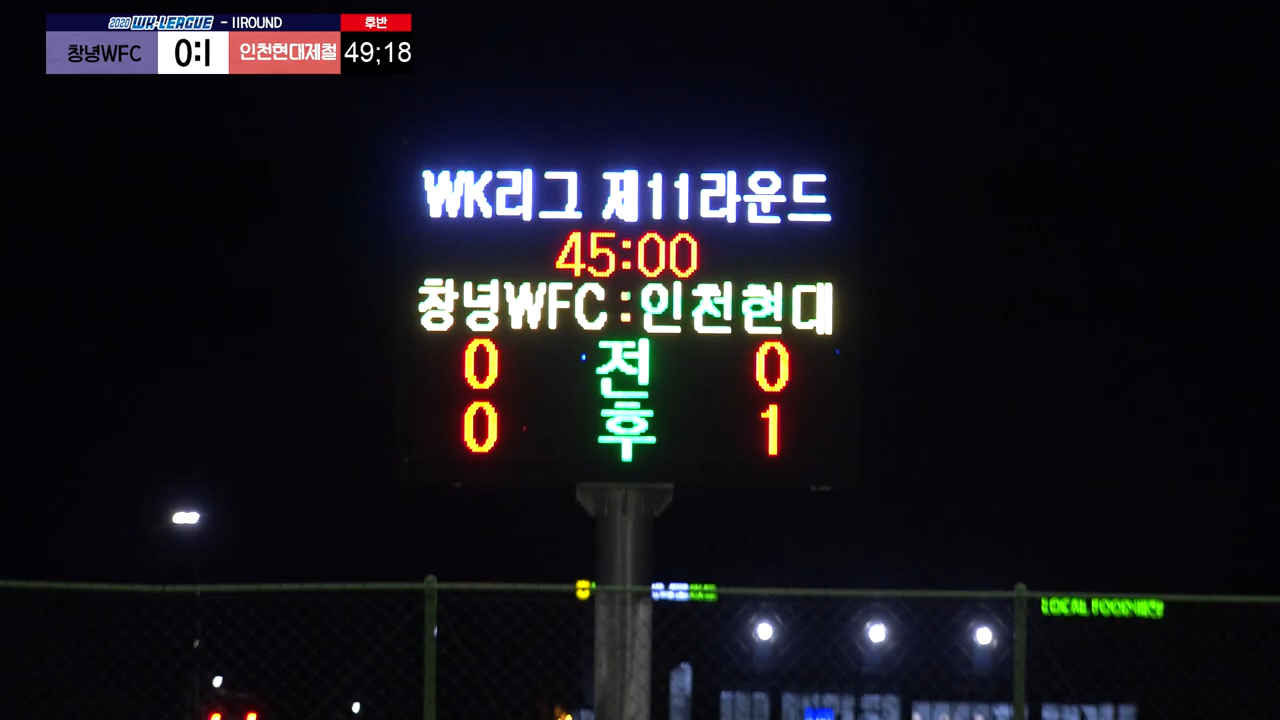 2020 WK-LEAGUE - 11ROUND 후반
창녕WFC 0:1 인천현대제철 49;18
WK리그 제11라운드
45:00
창녕WFC : 인천현대
0 전 0
0 후 1
LOCAL FOOD